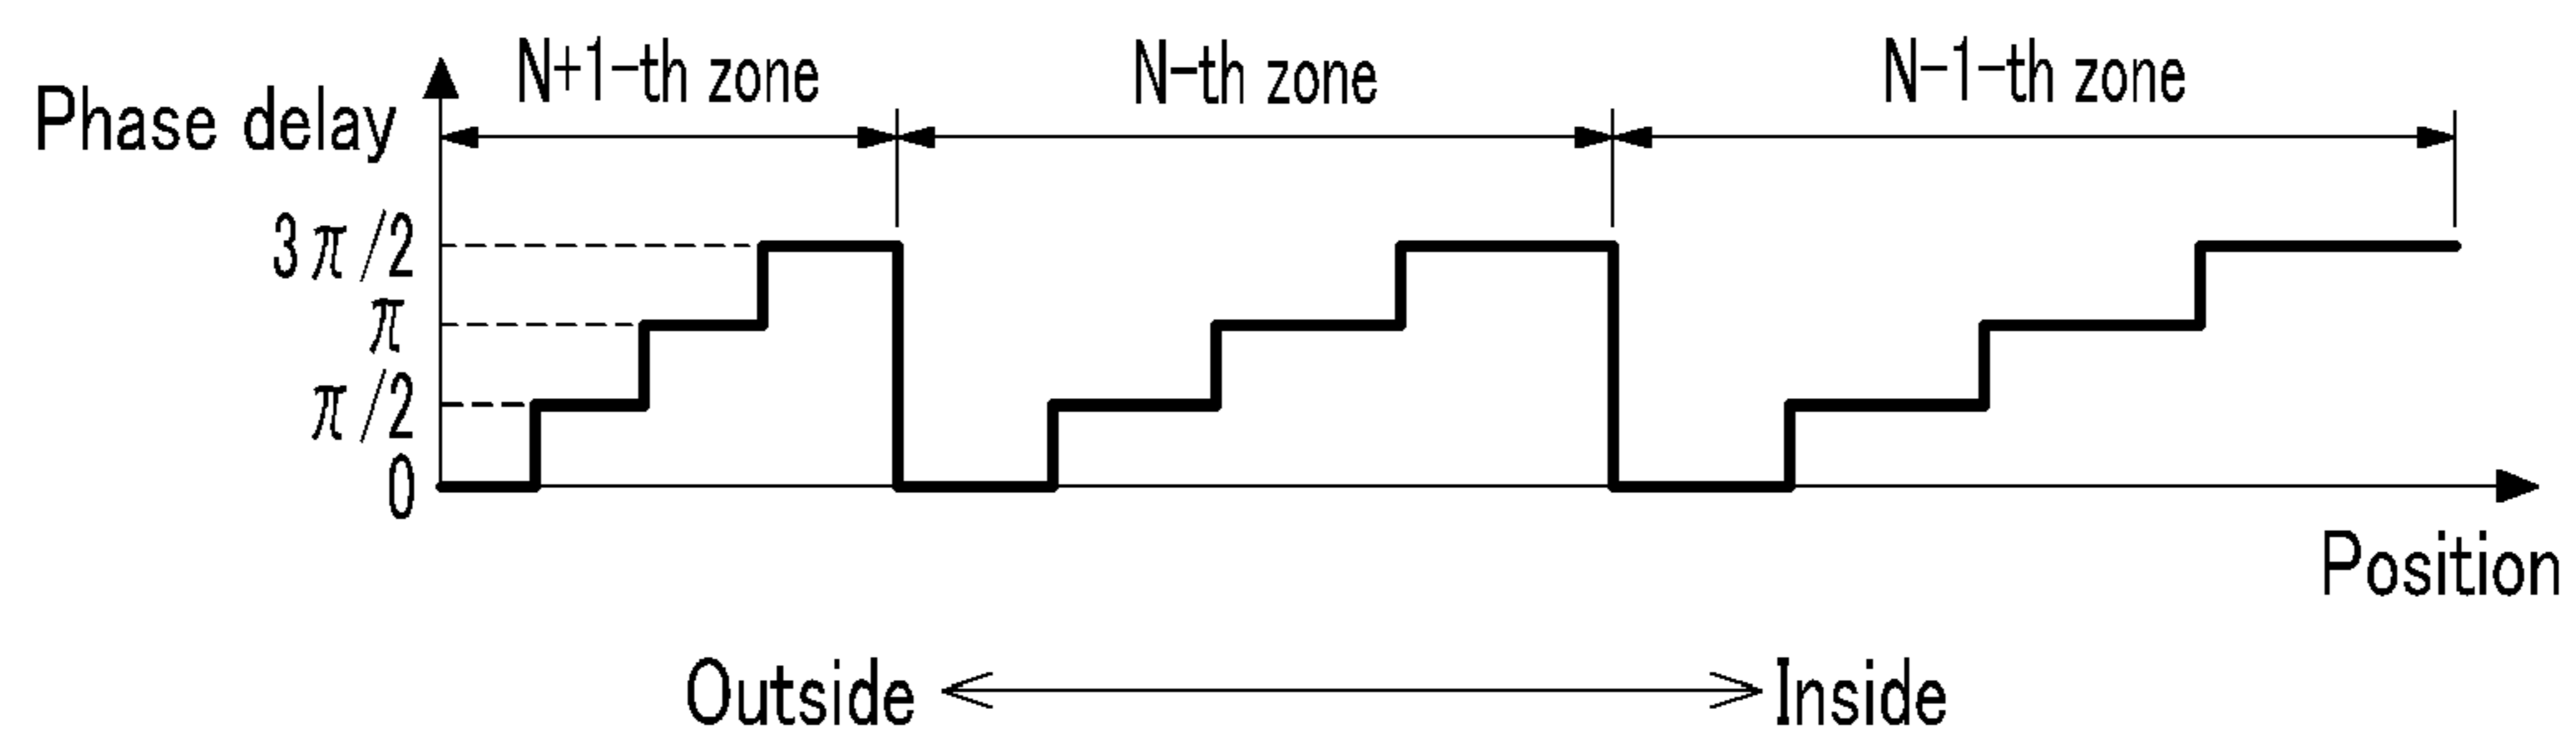 N+1-th zone
N-th zone
N-1-th zone
Phase delay
3π/2
π
π/2
0
Position
Outside
Inside